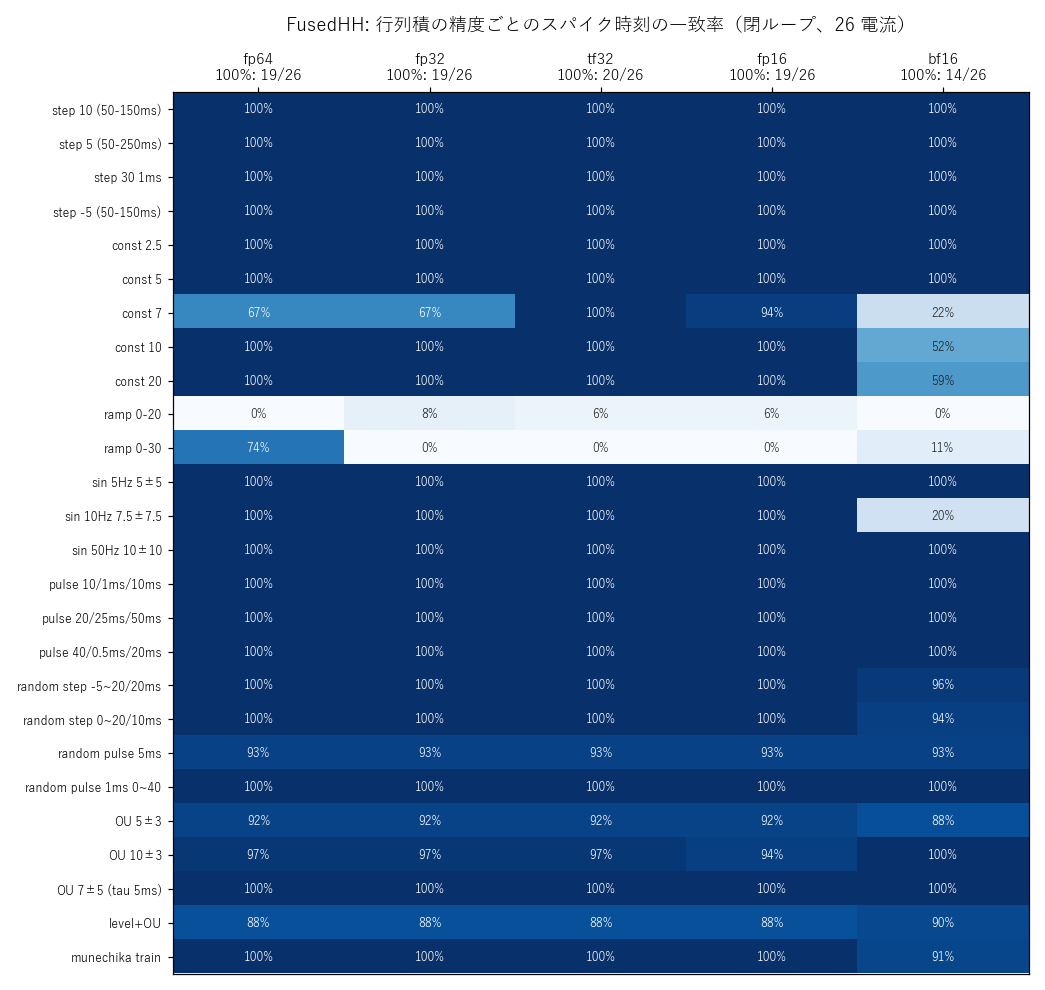 FusedHH: 行列積の精度ごとのスパイク時刻の一致率（閉ループ、26 電流）
fp64 fp32 tf32 fp16 bf16
100%: 19/26 100%: 19/26 100%: 20/26 100%: 19/26 100%: 14/26
step 10 (50-150ms) 100% 100% 100% 100% 100%
step 5 (50-250ms) 100% 100% 100% 100% 100%
step 30 1ms 100% 100% 100% 100% 100%
step -5 (50-150ms) 100% 100% 100% 100% 100%
const 2.5 100% 100% 100% 100% 100%
const 5 100% 100% 100% 100% 100%
const 7 67% 67% 100% 94% 22%
const 10 100% 100% 100% 100% 52%
const 20 100% 100% 100% 100% 59%
ramp 0-20 0% 8% 6% 6% 0%
ramp 0-30 74% 0% 0% 0% 11%
sin 5Hz 5±5 100% 100% 100% 100% 100%
sin 10Hz 7.5±7.5 100% 100% 100% 100% 20%
sin 50Hz 10±10 100% 100% 100% 100% 100%
pulse 10/1ms/10ms 100% 100% 100% 100% 100%
pulse 20/25ms/50ms 100% 100% 100% 100% 100%
pulse 40/0.5ms/20ms 100% 100% 100% 100% 100%
random step -5~20/20ms 100% 100% 100% 100% 96%
random step 0~20/10ms 100% 100% 100% 100% 94%
random pulse 5ms 93% 93% 93% 93% 93%
random pulse 1ms 0~40 100% 100% 100% 100% 100%
OU 5±3 92% 92% 92% 92% 88%
OU 10±3 97% 97% 97% 94% 100%
OU 7±5 (tau 5ms) 100% 100% 100% 100% 100%
level+OU 88% 88% 88% 88% 90%
munechika train 100% 100% 100% 100% 91%